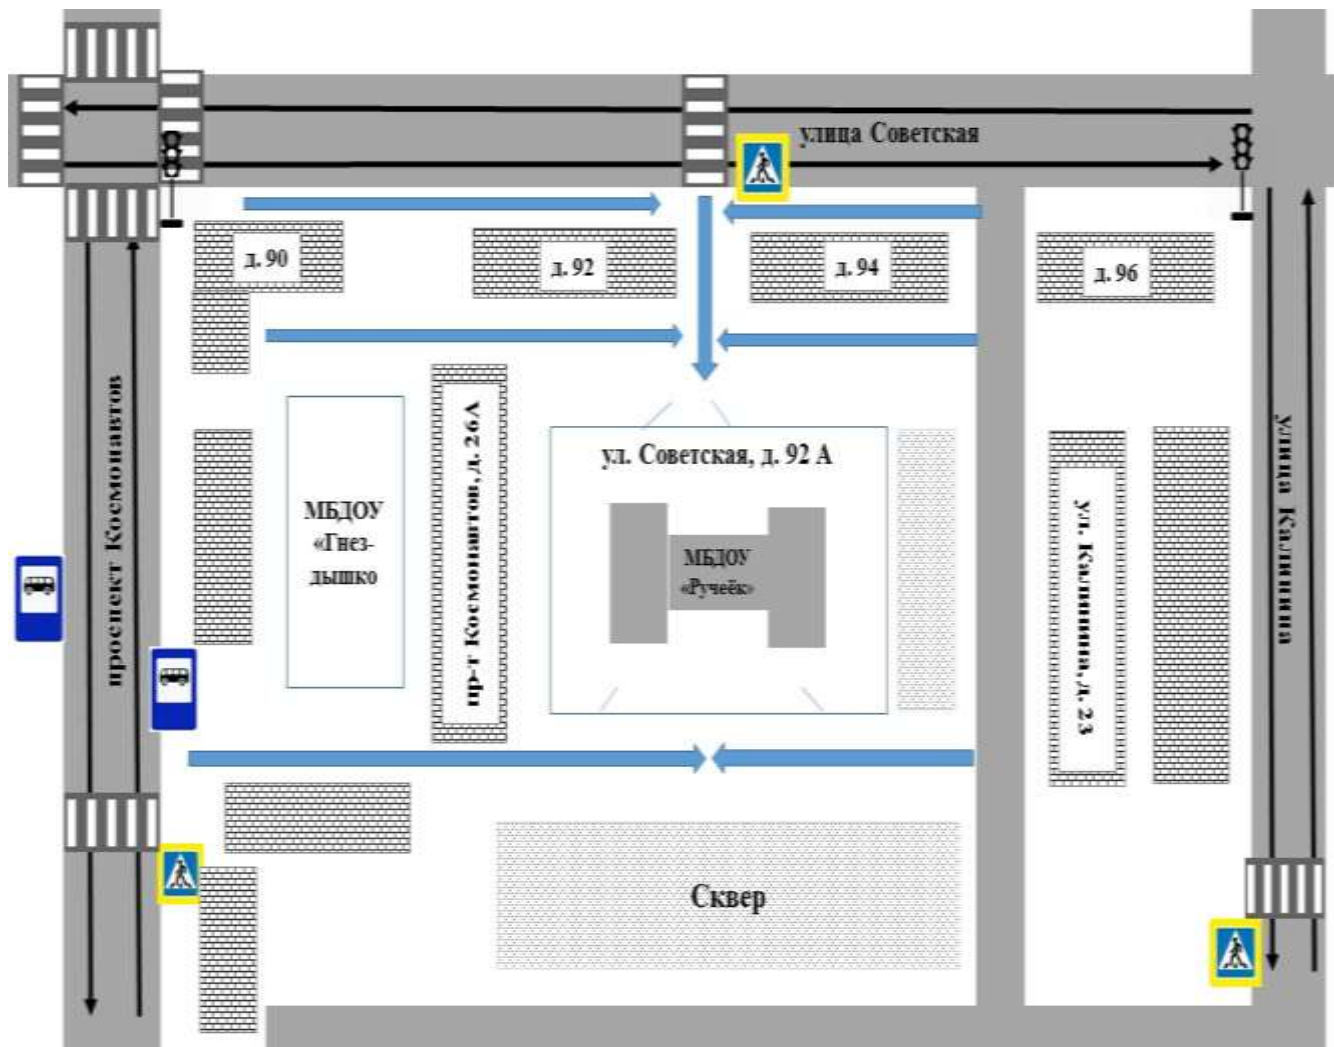 улица Советская
д. 90
д. 92
д. 94
д. 96
проспект Космонавтов
МБДОУ
«Гнез-
дышко
пр-т Космонавтов, д. 26А
ул. Советская, д. 92 А
МБДОУ
«Ручеёк»
ул. Калинина, д. 23
улица Калинина
Сквер